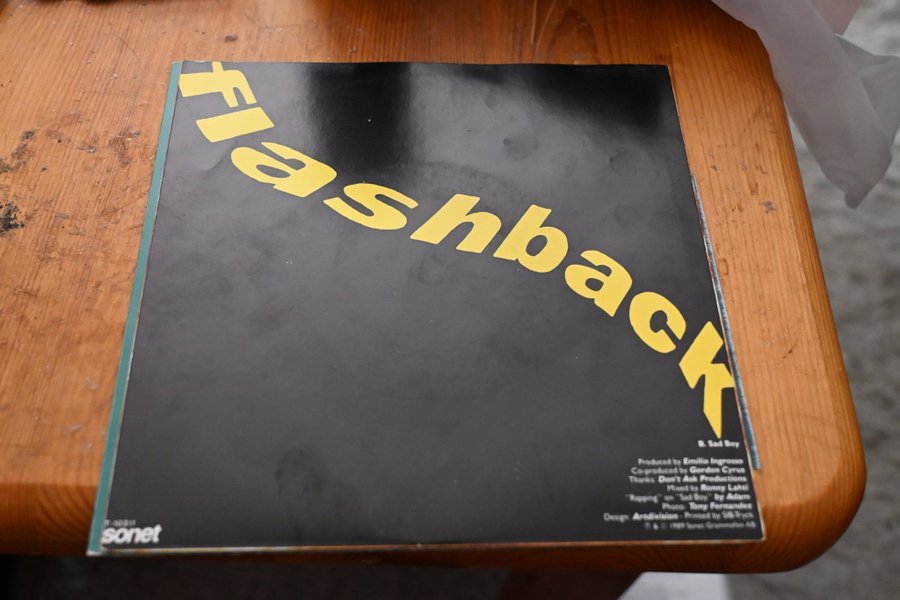 flashback
B. Sad Boy
Produced by Emilio Ingrosso
Co-produced by Gordon Cyrus
Thanks: Don't Ask Productions
Mixed by Ronny Lahti
"Rapping" on "Sad Boy" by Adam
Photo: Tony Fernandez
Design: Artdivision - Printed by SIB-Tryck
℗ & © 1989 Sonet Grammofon AB
sonet